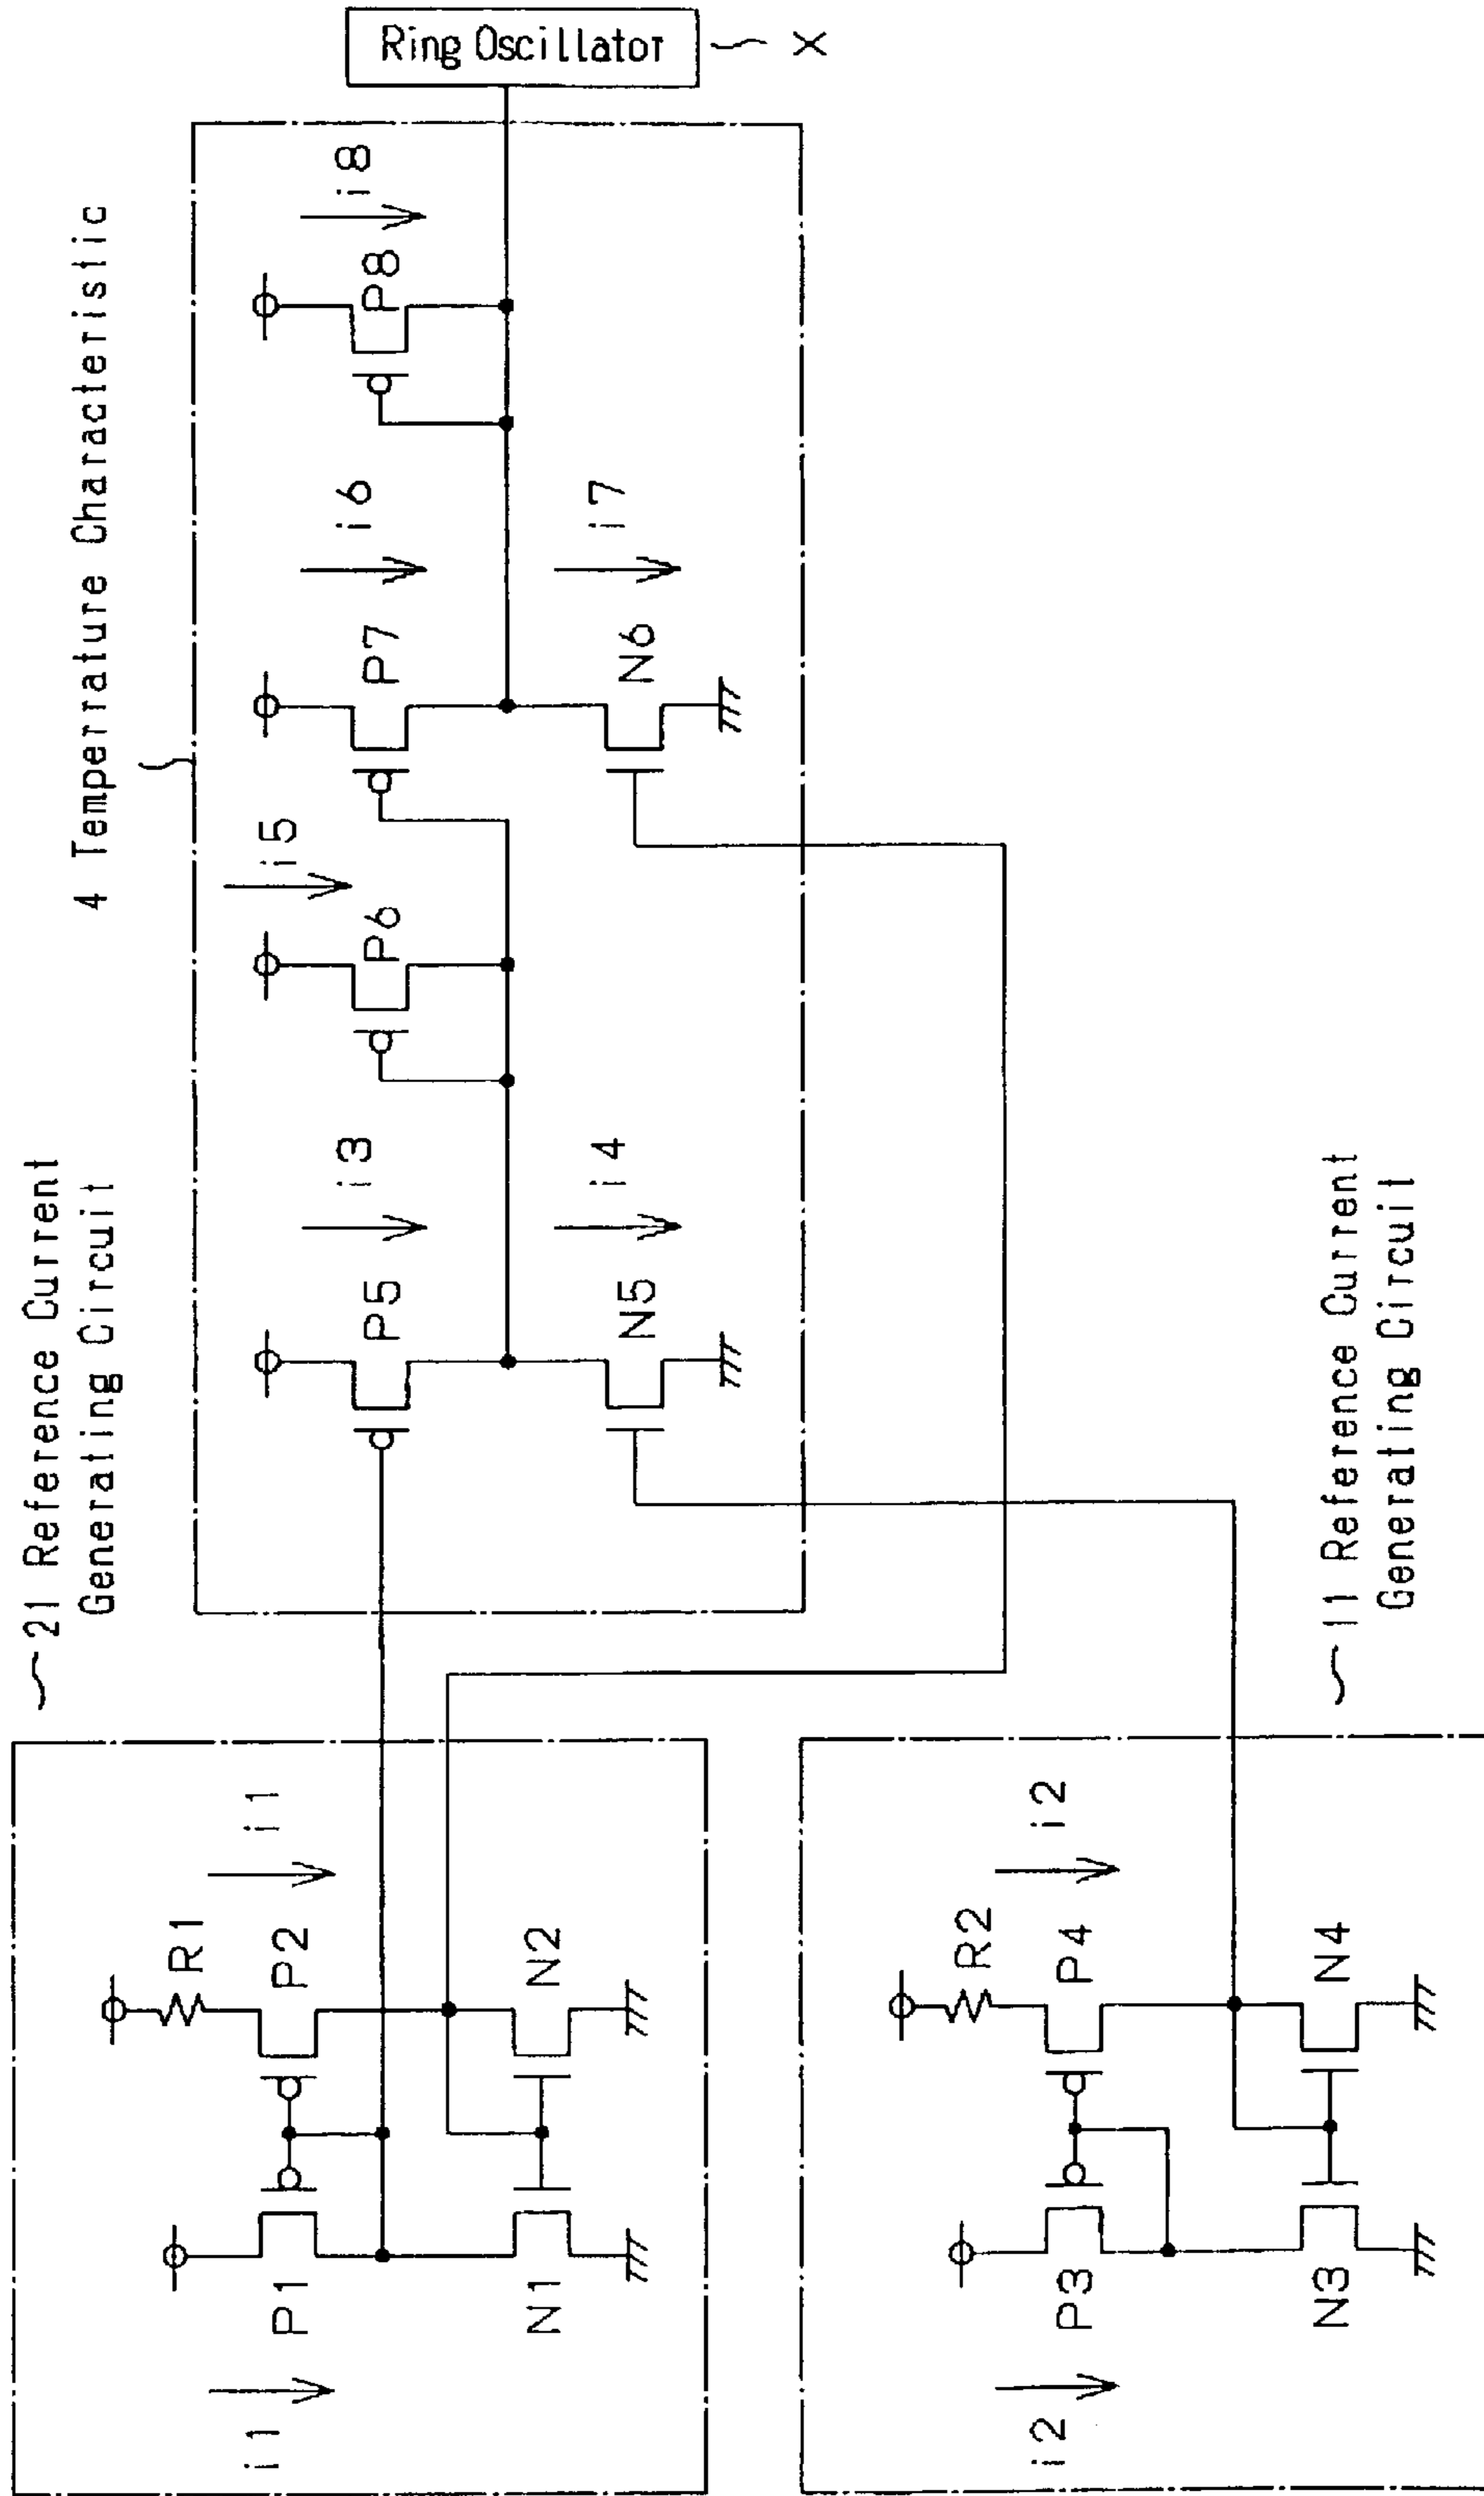 Ring Oscillator
X
4 Temperrature Characteristic
i8
P8
i6
P7
i7
N6
i5
P6
i3
P5
i4
N5
21 Reference Current
Generating Circuit
11 Reference Current
Generating Circuit
i1
R1
P2
N2
P1
N1
i1
i2
R2
P4
N4
P3
N3
i2